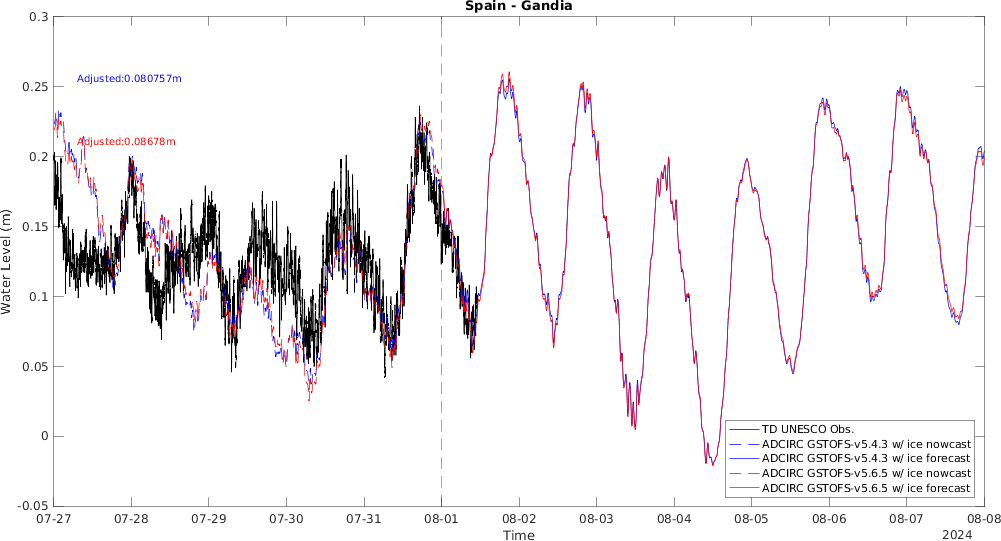 Spain - Gandia
0.3
0.25
0.2
0.15
0.1
0.05
0
-0.05
Water Level (m)
Adjusted:0.080757m
Adjusted:0.08678m
TD UNESCO Obs.
ADCIRC GSTOFS-v5.4.3 w/ ice nowcast
ADCIRC GSTOFS-v5.4.3 w/ ice forecast
ADCIRC GSTOFS-v5.6.5 w/ ice nowcast
ADCIRC GSTOFS-v5.6.5 w/ ice forecast
07-27 07-28 07-29 07-30 07-31 08-01 08-02 08-03 08-04 08-05 08-06 08-07 08-08
Time
2024